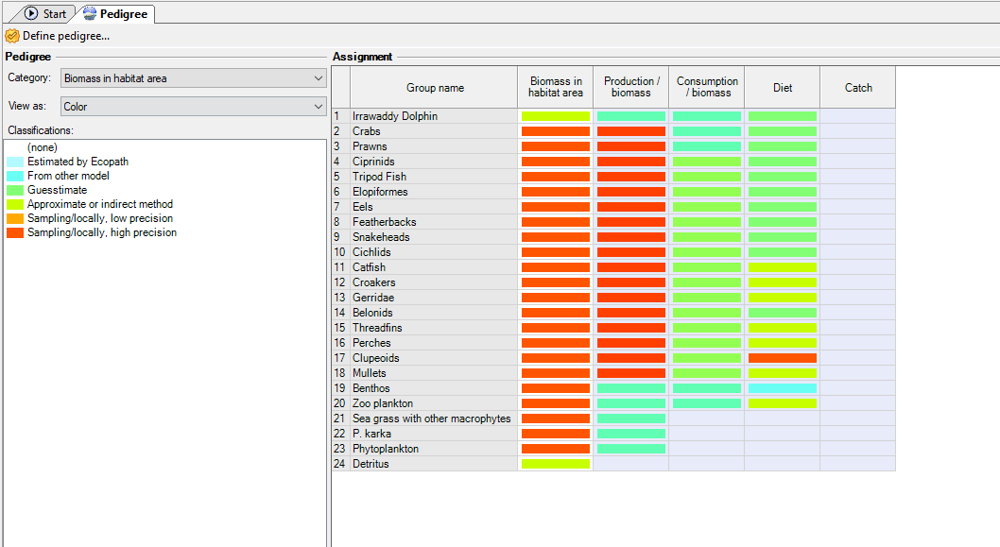 Start
Pedigree
Define pedigree...
Pedigree
Category: Biomass in habitat area
View as: Color
Classifications:
(none)
Estimated by Ecopath
From other model
Guesstimate
Approximate or indirect method
Sampling/locally, low precision
Sampling/locally, high precision
Assignment
Group name
Biomass in
habitat area
Production /
biomass
Consumption
/ biomass
Diet
Catch
1 Irrawaddy Dolphin
2 Crabs
3 Prawns
4 Ciprinids
5 Tripod Fish
6 Elopiformes
7 Eels
8 Featherbacks
9 Snakeheads
10 Cichlids
11 Catfish
12 Croakers
13 Gerridae
14 Belonids
15 Threadfins
16 Perches
17 Clupeoids
18 Mullets
19 Benthos
20 Zoo plankton
21 Sea grass with other macrophytes
22 P. karka
23 Phytoplankton
24 Detritus